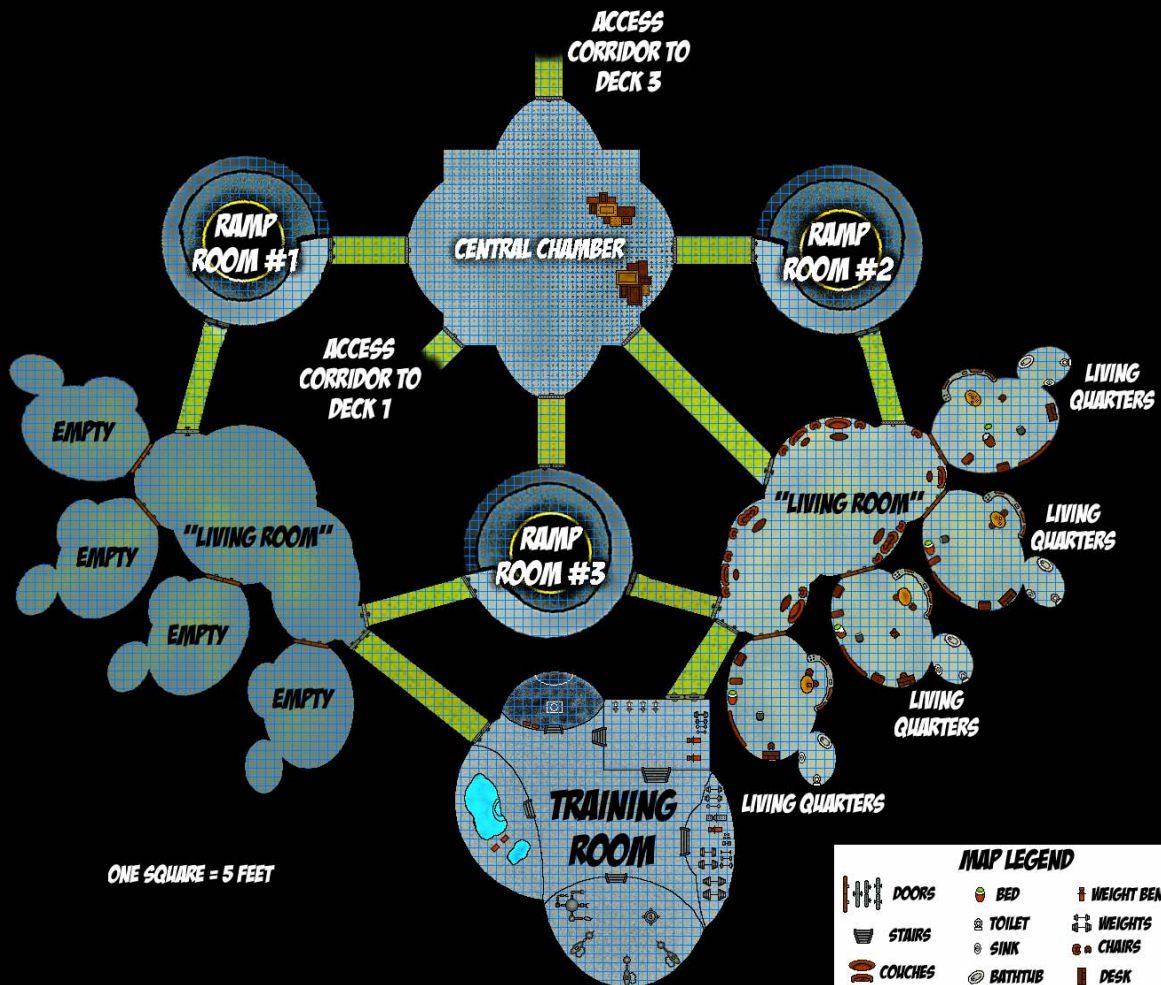 ACCESS
CORRIDOR TO
DECK 3
RAMP
ROOM #1
CENTRAL CHAMBER
RAMP
ROOM #2
ACCESS
CORRIDOR TO
DECK 1
LIVING
QUARTERS
EMPTY
"LIVING ROOM"
"LIVING ROOM"
LIVING
QUARTERS
EMPTY
RAMP
ROOM #3
EMPTY
EMPTY
LIVING
QUARTERS
LIVING QUARTERS
TRAINING
ROOM
ONE SQUARE = 5 FEET
MAP LEGEND
DOORS
BED
WEIGHT BEN
STAIRS
TOILET
WEIGHTS
SINK
CHAIRS
COUCHES
BATHTUB
DESK